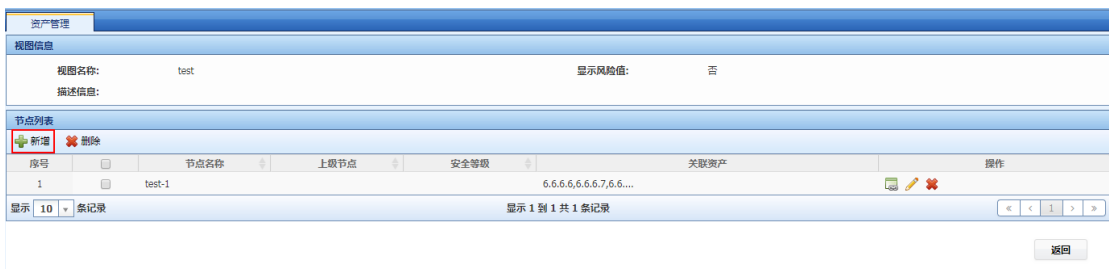 资产管理
视图信息
视图名称: test 显示风险值: 否
描述信息:
节点列表
新增 删除
序号 节点名称 上级节点 安全等级 关联资产 操作
1 test-1 6.6.6.6,6.6.6.7,6.6....
显示 10 条记录 显示 1 到 1 共 1 条记录 « < 1 > »
返回